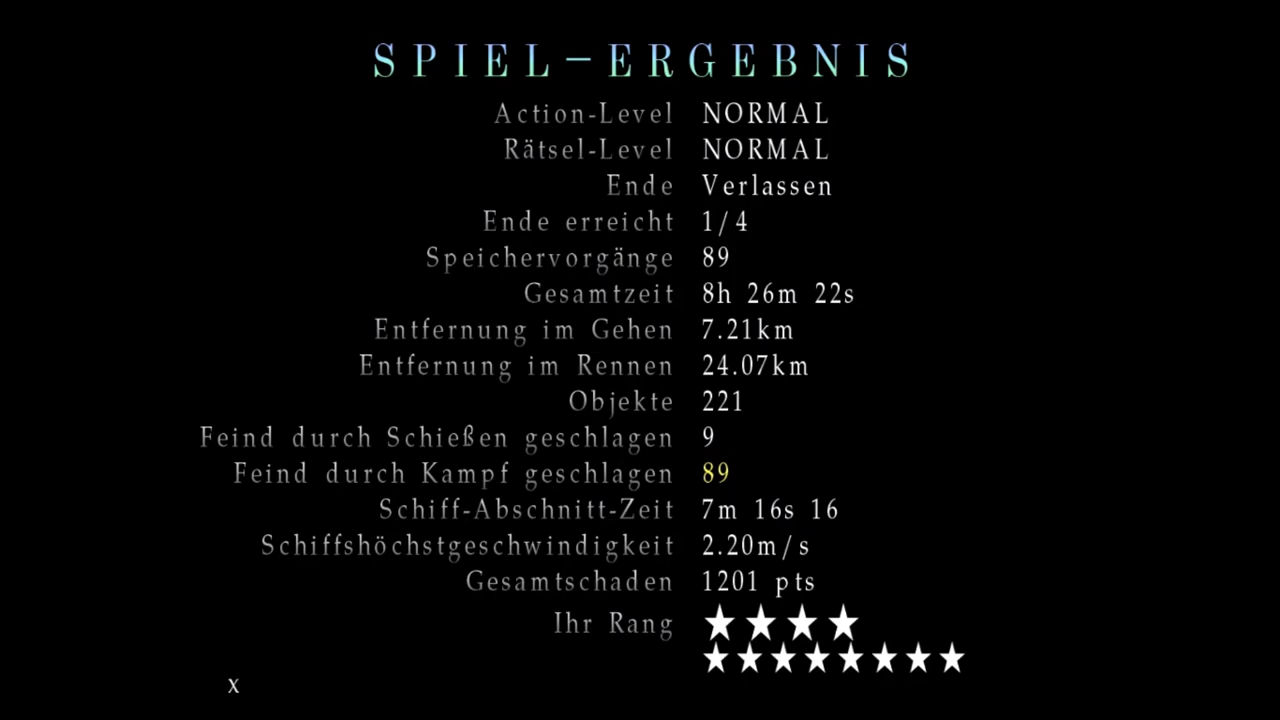 SPIEL-ERGEBNIS
Action-Level NORMAL
Rätsel-Level NORMAL
Ende Verlassen
Ende erreicht 1/4
Speichervorgänge 89
Gesamtzeit 8h 26m 22s
Entfernung im Gehen 7.21km
Entfernung im Rennen 24.07km
Objekte 221
Feind durch Schießen geschlagen 9
Feind durch Kampf geschlagen 89
Schiff-Abschnitt-Zeit 7m 16s 16
Schiffshöchstgeschwindigkeit 2.20m/s
Gesamtschaden 1201 pts
Ihr Rang ★★★★
★★★★★★★★
x